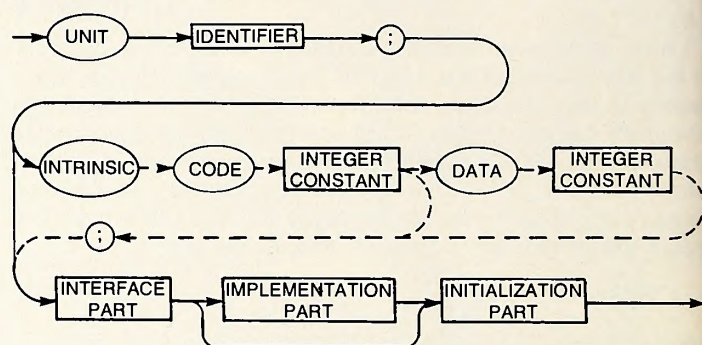 UNIT IDENTIFIER ;
INTRINSIC CODE INTEGER CONSTANT DATA INTEGER CONSTANT
;
INTERFACE PART IMPLEMENTATION PART INITIALIZATION PART